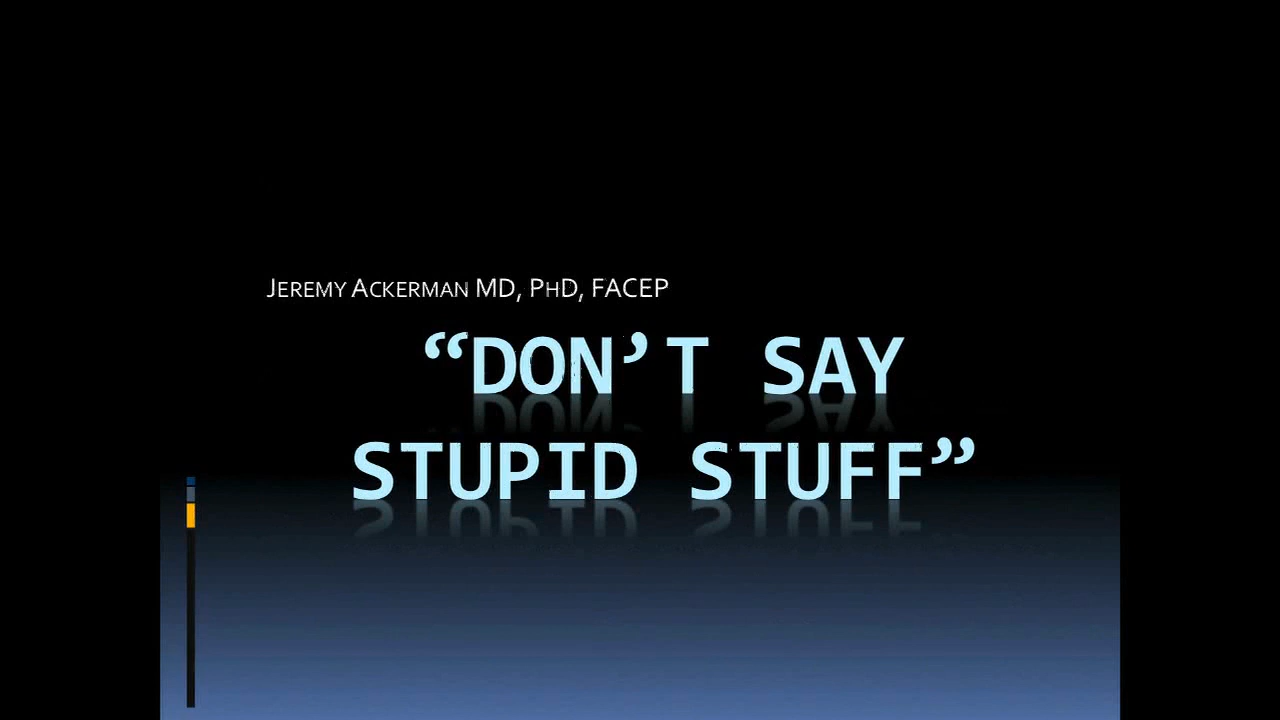 JEREMY ACKERMAN MD, PHD, FACEP
“DON’T SAY
STUPID STUFF”